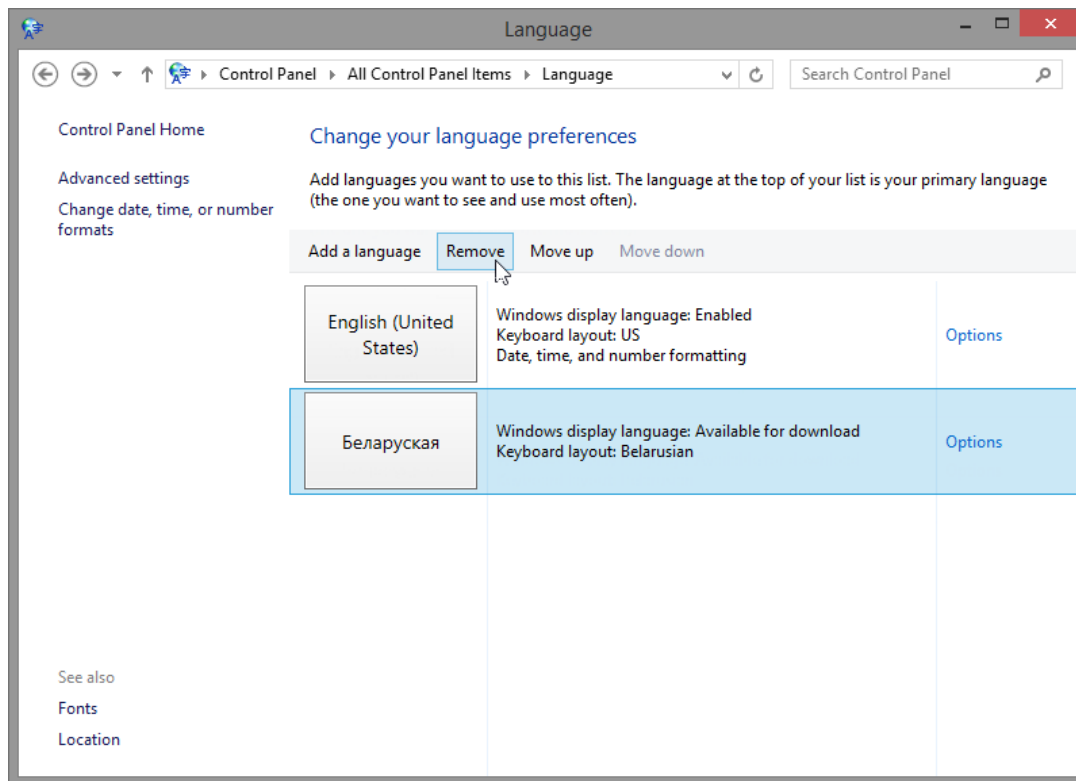 Language
Control Panel
All Control Panel Items
Language
Search Control Panel
Control Panel Home
Advanced settings
Change date, time, or number
formats
See also
Fonts
Location
Change your language preferences
Add languages you want to use to this list. The language at the top of your list is your primary language
(the one you want to see and use most often).
Add a language
Remove
Move up
Move down
English (United
States)
Windows display language: Enabled
Keyboard layout: US
Date, time, and number formatting
Options
Беларуская
Windows display language: Available for download
Keyboard layout: Belarusian
Options